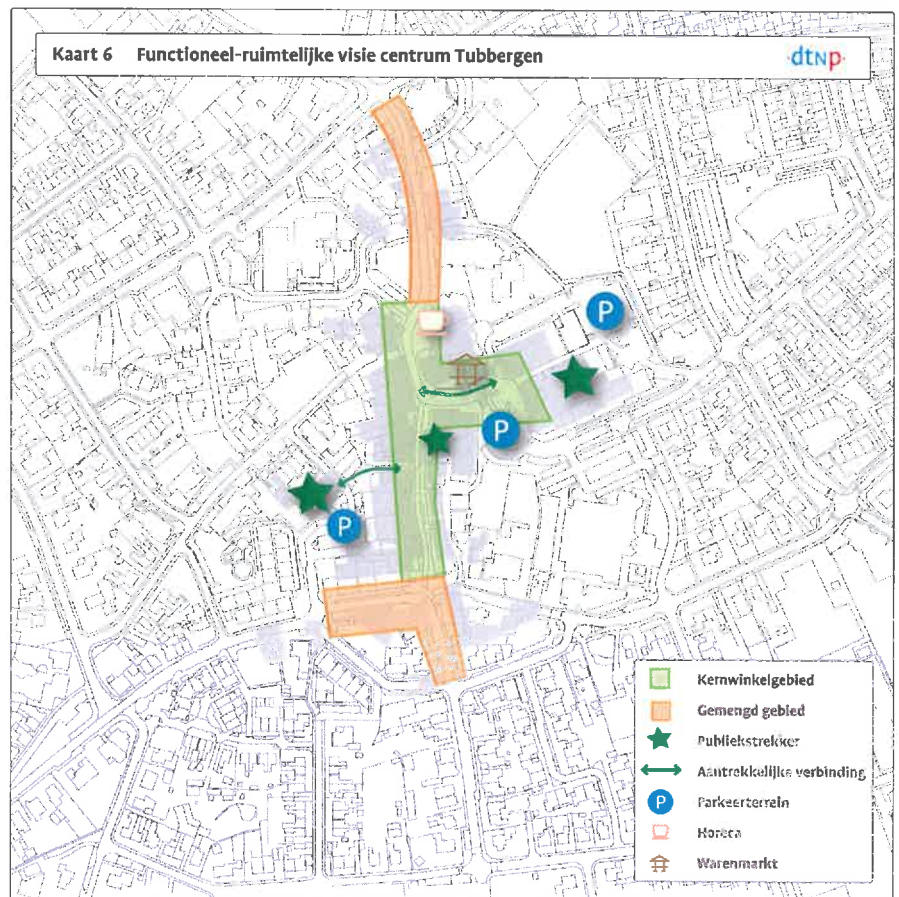 Kaart 6 Functioneel-ruimtelijke visie centrum Tubbergen
dtnp
P
P
P
Kernwinkelgebied
Gemengd gebied
Publiekstrekker
Aantrekkelijke verbinding
P Parkeerterrein
Horeca
Warenmarkt